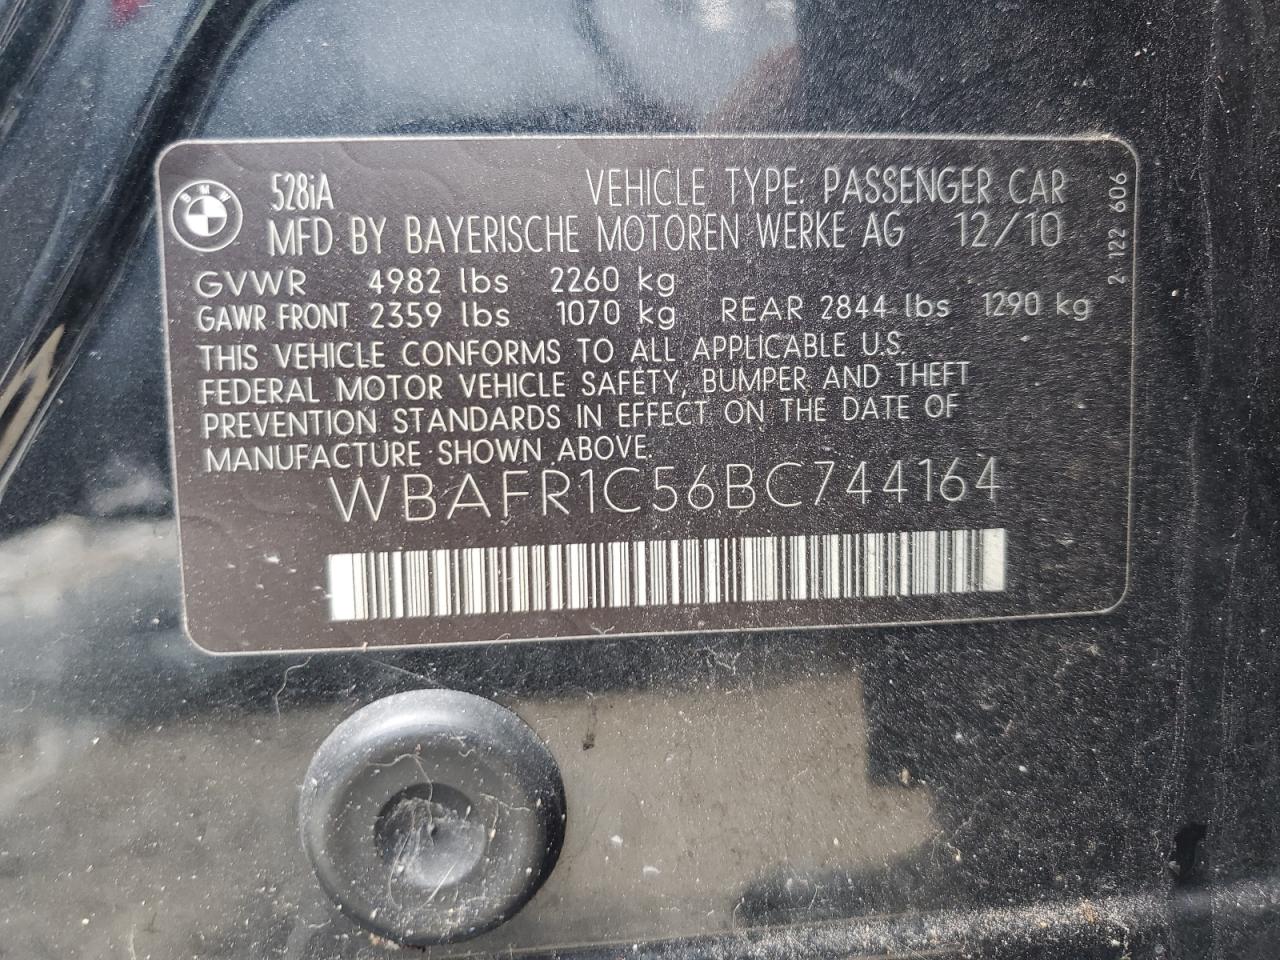 BMW
528iA VEHICLE TYPE: PASSENGER CAR
MFD BY BAYERISCHE MOTOREN WERKE AG 12/10
GVWR 4982 lbs 2260 kg
GAWR FRONT 2359 lbs 1070 kg REAR 2844 lbs 1290 kg
THIS VEHICLE CONFORMS TO ALL APPLICABLE U.S.
FEDERAL MOTOR VEHICLE SAFETY, BUMPER AND THEFT
PREVENTION STANDARDS IN EFFECT ON THE DATE OF
MANUFACTURE SHOWN ABOVE.
WBAFR1C56BC744164
2 122 606